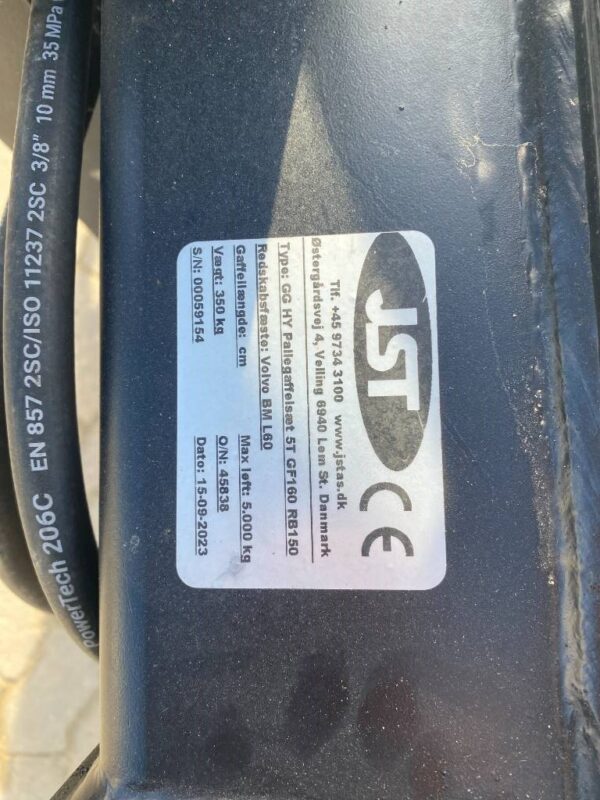 JST CE
Tlf. +45 9734 3100 www.jstas.dk
Østergårdsvej 4, Velling 6940 Lem St. Danmark
Type: GG HY Pallegaffelsæt 5T GF160 RB150
Redskabsfæste: Volvo BM L60
Gaffellængde: cm Max løft: 5.000 kg
Vægt: 350 kg O/N: 45838
S/N: 00059154 Dato: 15-09-2023
PowerTech 206C EN 857 2SC/ISO 11237 2SC 3/8" 10 mm 35 MPa